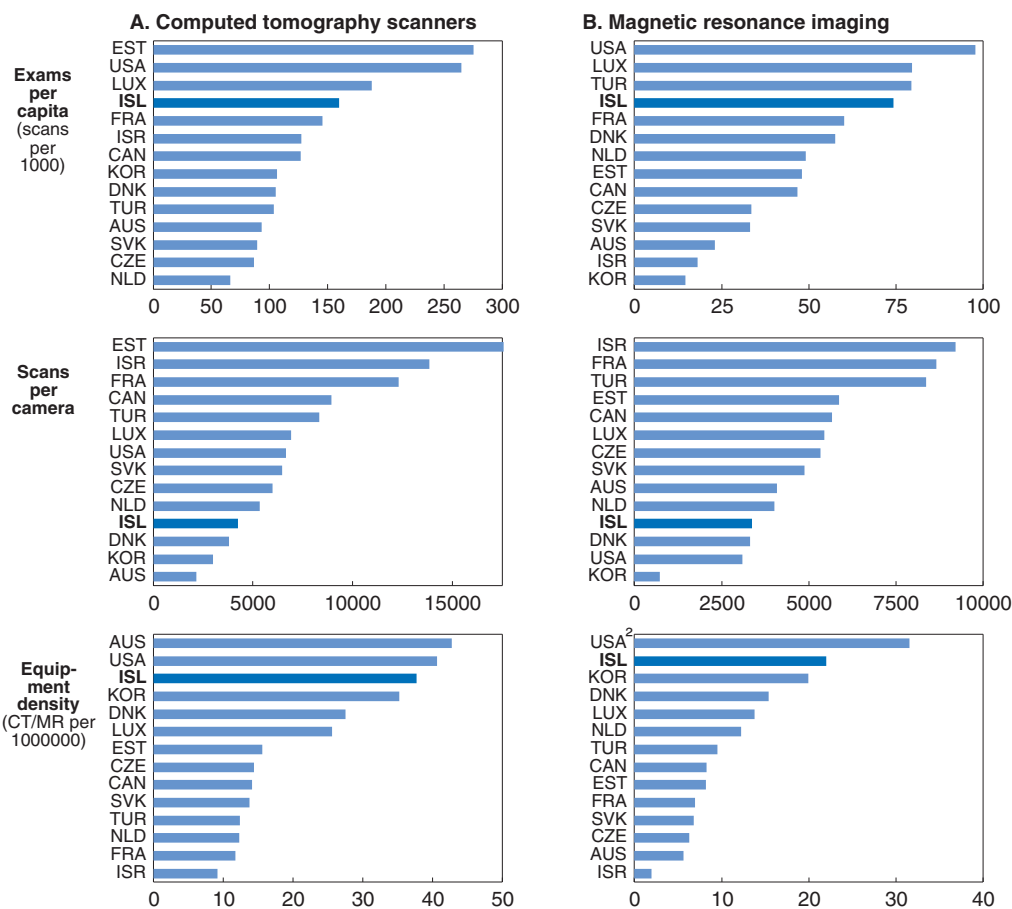 A. Computed tomography scanners
Exams
per
capita
(scans
per
1000)
EST
USA
LUX
ISL
FRA
ISR
CAN
KOR
DNK
TUR
AUS
SVK
CZE
NLD
0 50 100 150 200 250 300
B. Magnetic resonance imaging
USA
LUX
TUR
ISL
FRA
DNK
NLD
EST
CAN
CZE
SVK
AUS
ISR
KOR
0 25 50 75 100
Scans
per
camera
EST
ISR
FRA
CAN
TUR
LUX
USA
SVK
CZE
NLD
ISL
DNK
KOR
AUS
0 5000 10000 15000
ISR
FRA
TUR
EST
CAN
LUX
CZE
SVK
AUS
NLD
ISL
DNK
USA
KOR
0 2500 5000 7500 10000
Equip-
ment
density
(CT/MR per
1000000)
AUS
USA
ISL
KOR
DNK
LUX
EST
CZE
CAN
SVK
TUR
NLD
FRA
ISR
0 10 20 30 40 50
USA²
ISL
KOR
DNK
LUX
NLD
TUR
CAN
EST
FRA
SVK
CZE
AUS
ISR
0 10 20 30 40